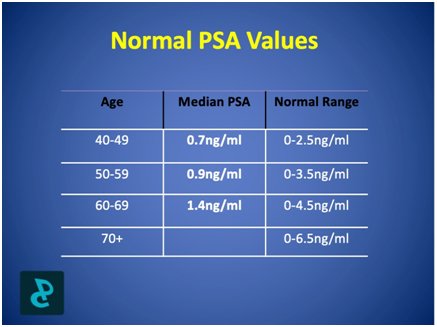 Normal PSA Values
Age Median PSA Normal Range
40-49 0.7ng/ml 0-2.5ng/ml
50-59 0.9ng/ml 0-3.5ng/ml
60-69 1.4ng/ml 0-4.5ng/ml
70+ 0-6.5ng/ml